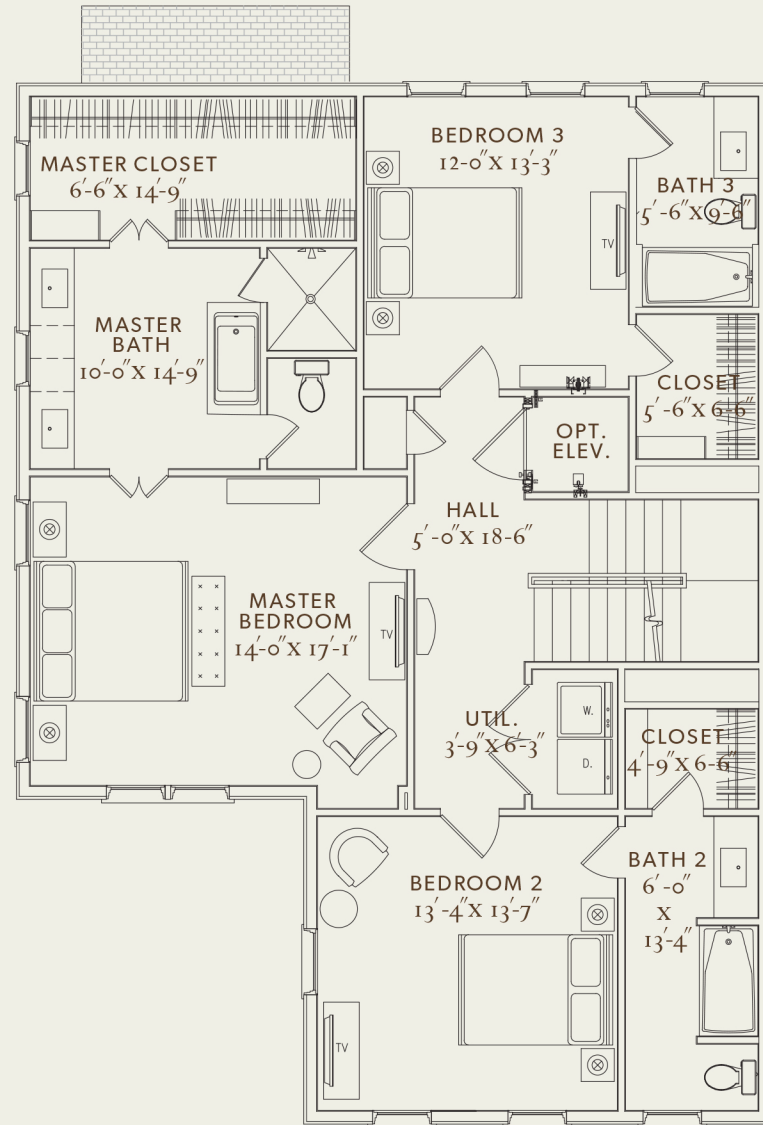 MASTER CLOSET
6'-6"X 14'-9"
BEDROOM 3
12-0"X 13'-3"
BATH 3
5'-6"X 9'-6"
TV
MASTER
BATH
10'-0"X 14'-9"
CLOSET
5'-6"X 6-6"
OPT.
ELEV.
HALL
5'-0"X 18-6"
MASTER
BEDROOM
14'-0"X 17'-1"
TV
UTIL.
3'-9"X 6'-3"
W.
D.
CLOSET
4'-9"X 6-6"
BEDROOM 2
13'-4"X 13'-7"
BATH 2
6'-0"
X
13'-4"
TV